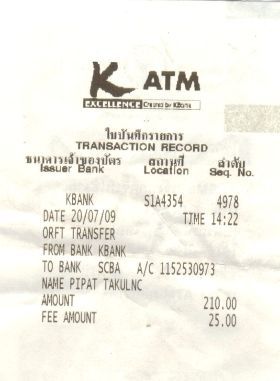 K ATM
EXCELLENCE Created by KBank
ใบบันทึกรายการ
TRANSACTION RECORD
ธนาคารเจ้าของบัตร สถานที่ ลำดับ
Issuer Bank Location Seq. No.
KBANK S1A4354 4978
DATE 20/07/09 TIME 14:22
ORFT TRANSFER
FROM BANK KBANK
TO BANK SCBA A/C 1152530973
NAME PIPAT TAKULNC
AMOUNT 210.00
FEE AMOUNT 25.00